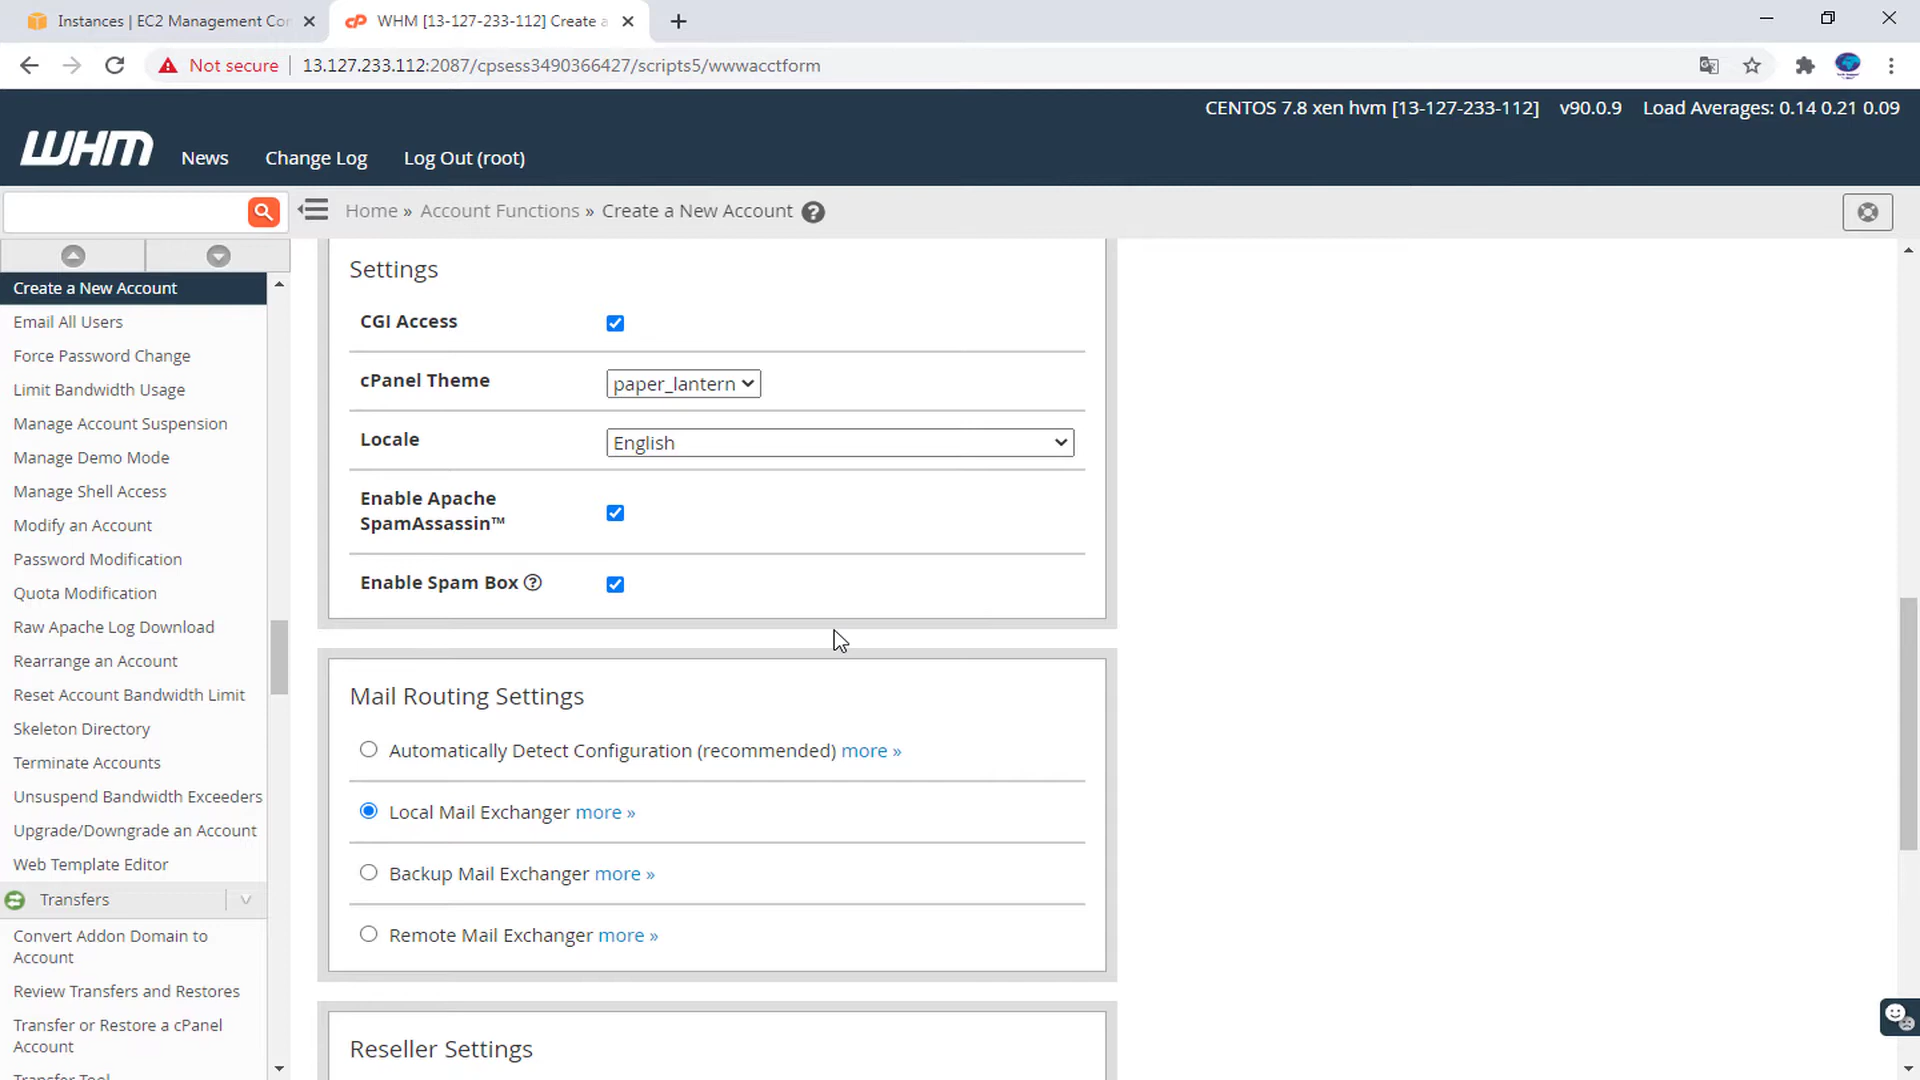 Instances | EC2 Management Con
WHM [13-127-233-112] Create a
Not secure
13.127.233.112:2087/cpsess3490366427/scripts5/wwwacctform
CENTOS 7.8 xen hvm [13-127-233-112] v90.0.9 Load Averages: 0.14 0.21 0.09
WHM
News
Change Log
Log Out (root)
Home » Account Functions » Create a New Account
Create a New Account
Email All Users
Force Password Change
Limit Bandwidth Usage
Manage Account Suspension
Manage Demo Mode
Manage Shell Access
Modify an Account
Password Modification
Quota Modification
Raw Apache Log Download
Rearrange an Account
Reset Account Bandwidth Limit
Skeleton Directory
Terminate Accounts
Unsuspend Bandwidth Exceeders
Upgrade/Downgrade an Account
Web Template Editor
Transfers
Convert Addon Domain to
Account
Review Transfers and Restores
Transfer or Restore a cPanel
Account
Transfer Tool
Settings
CGI Access
cPanel Theme
paper_lantern
Locale
English
Enable Apache
SpamAssassin™
Enable Spam Box
Mail Routing Settings
Automatically Detect Configuration (recommended) more »
Local Mail Exchanger more »
Backup Mail Exchanger more »
Remote Mail Exchanger more »
Reseller Settings